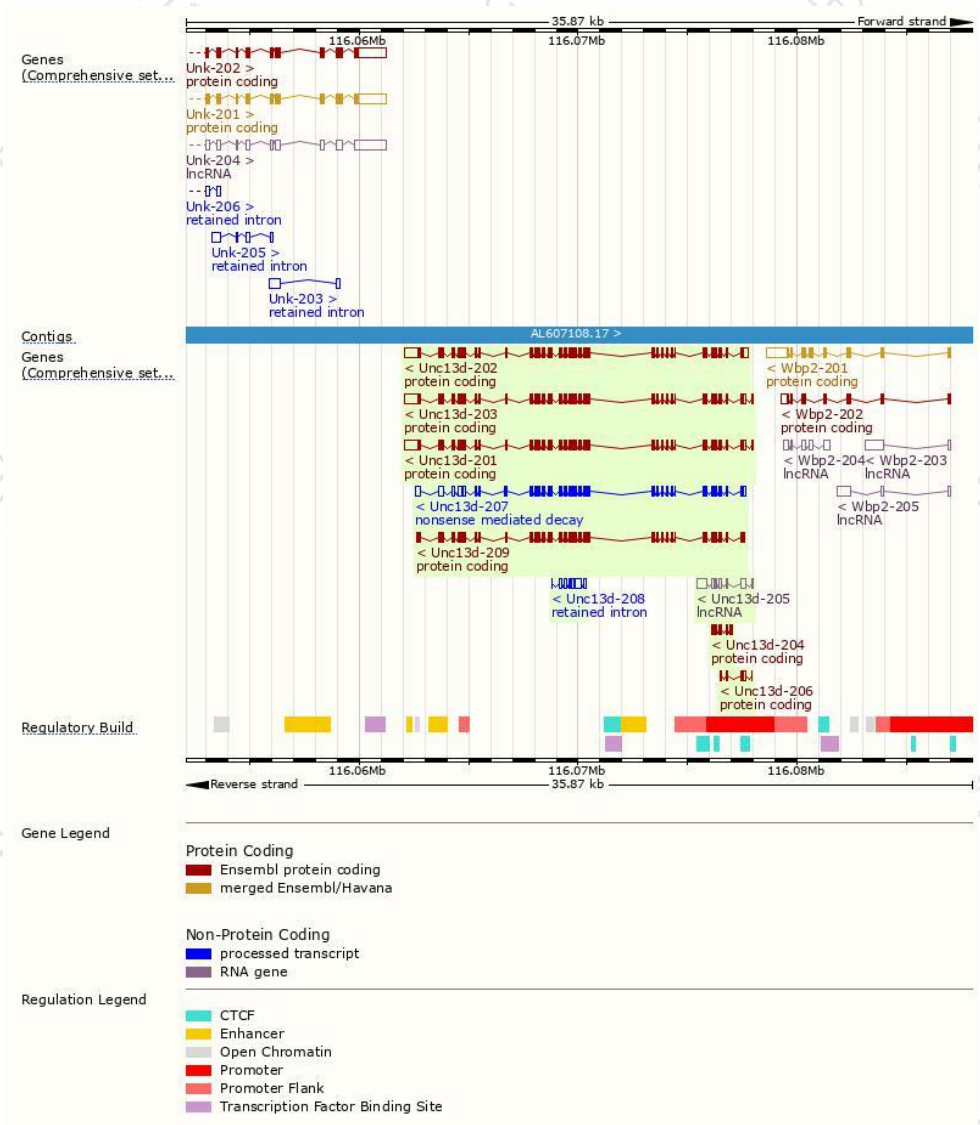 35.87 kb
Forward strand
116.06Mb 116.07Mb 116.08Mb
Genes
(Comprehensive set...
Unk-202 >
protein coding
Unk-201 >
protein coding
Unk-204 >
lncRNA
Unk-206 >
retained intron
Unk-205 >
retained intron
Unk-203 >
retained intron
Contigs
AL607108.17 >
Genes
(Comprehensive set...
< Unc13d-202
protein coding
< Wbp2-201
protein coding
< Unc13d-203
protein coding
< Wbp2-202
protein coding
< Unc13d-201
protein coding
< Wbp2-204
lncRNA
< Wbp2-203
lncRNA
< Unc13d-207
nonsense mediated decay
< Wbp2-205
lncRNA
< Unc13d-209
protein coding
< Unc13d-208
retained intron
< Unc13d-205
lncRNA
< Unc13d-204
protein coding
< Unc13d-206
protein coding
Regulatory Build
116.06Mb 116.07Mb 116.08Mb
Reverse strand
35.87 kb
Gene Legend
Protein Coding
Ensembl protein coding
merged Ensembl/Havana
Non-Protein Coding
processed transcript
RNA gene
Regulation Legend
CTCF
Enhancer
Open Chromatin
Promoter
Promoter Flank
Transcription Factor Binding Site